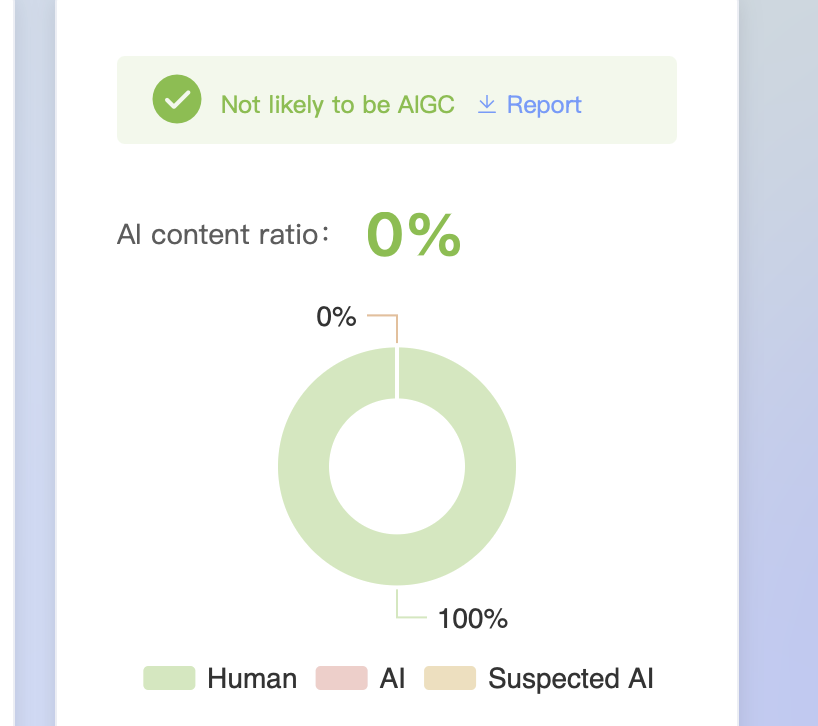 Not likely to be AIGC Report
AI content ratio: 0%
0%
100%
Human AI Suspected AI